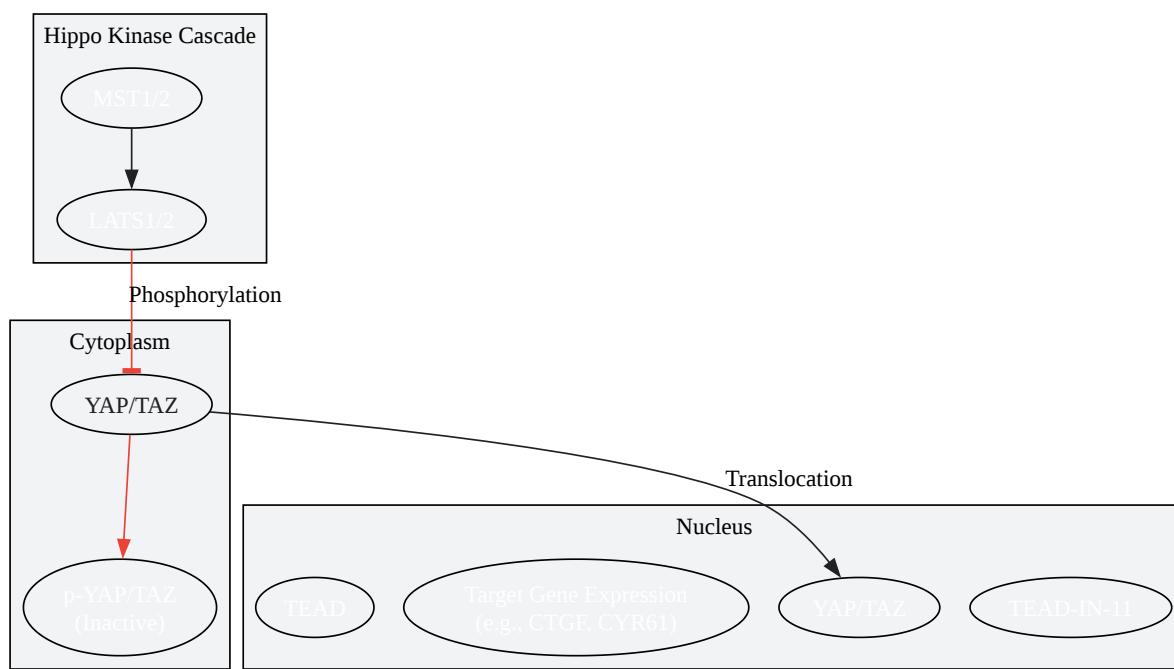 Hippo Kinase Cascade
MST1/2
LATS1/2
Phosphorylation
Cytoplasm
YAP/TAZ
Translocation
Nucleus
p-YAP/TAZ
(Inactive)
TEAD
Target Gene Expression
(e.g., CTGF, CYR61)
YAP/TAZ
TEAD-IN-11